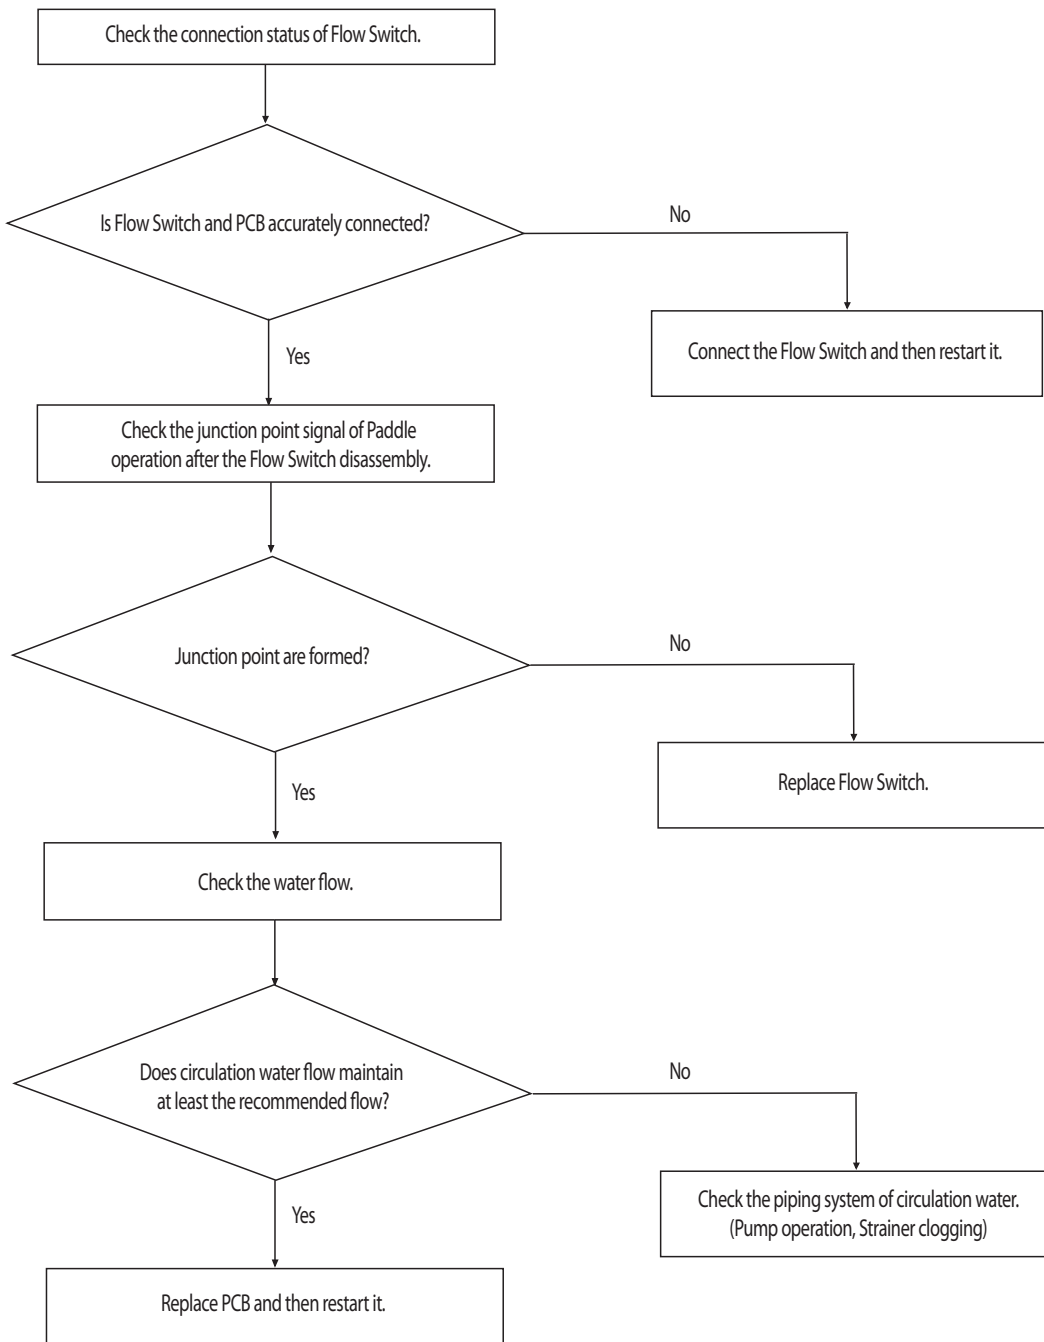 Check the connection status of Flow Switch.
Is Flow Switch and PCB accurately connected?
No
Connect the Flow Switch and then restart it.
Yes
Check the junction point signal of Paddle
operation after the Flow Switch disassembly.
Junction point are formed?
No
Replace Flow Switch.
Yes
Check the water flow.
Does circulation water flow maintain
at least the recommended flow?
No
Check the piping system of circulation water.
(Pump operation, Strainer clogging)
Yes
Replace PCB and then restart it.